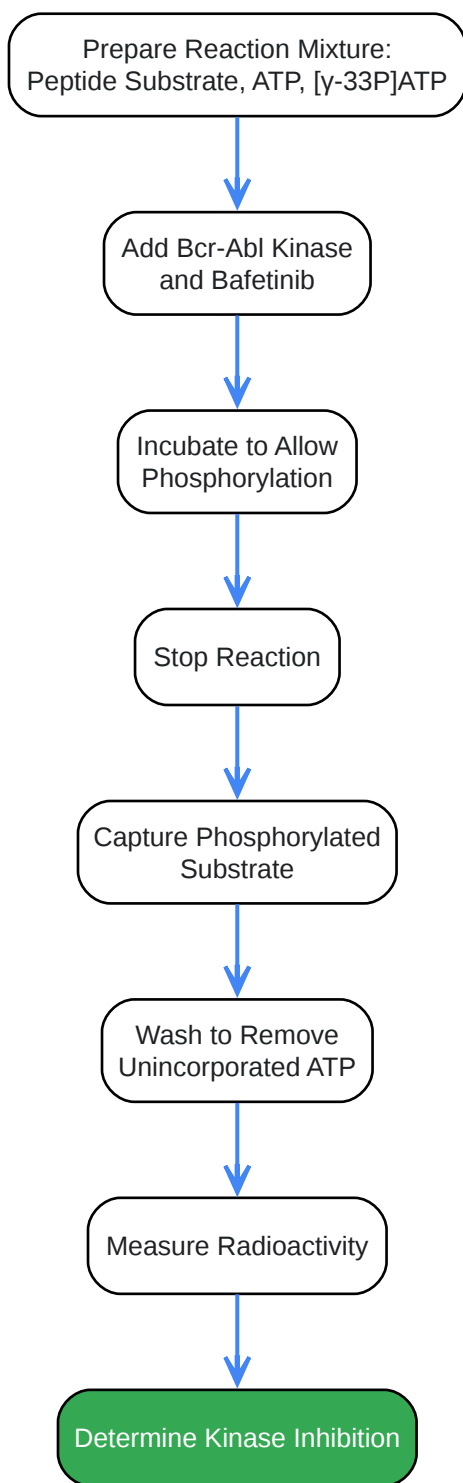 Prepare Reaction Mixture:
Peptide Substrate, ATP, [γ-33P]ATP
Add Bcr-Abl Kinase
and Bafetinib
Incubate to Allow
Phosphorylation
Stop Reaction
Capture Phosphorylated
Substrate
Wash to Remove
Unincorporated ATP
Measure Radioactivity
Determine Kinase Inhibition